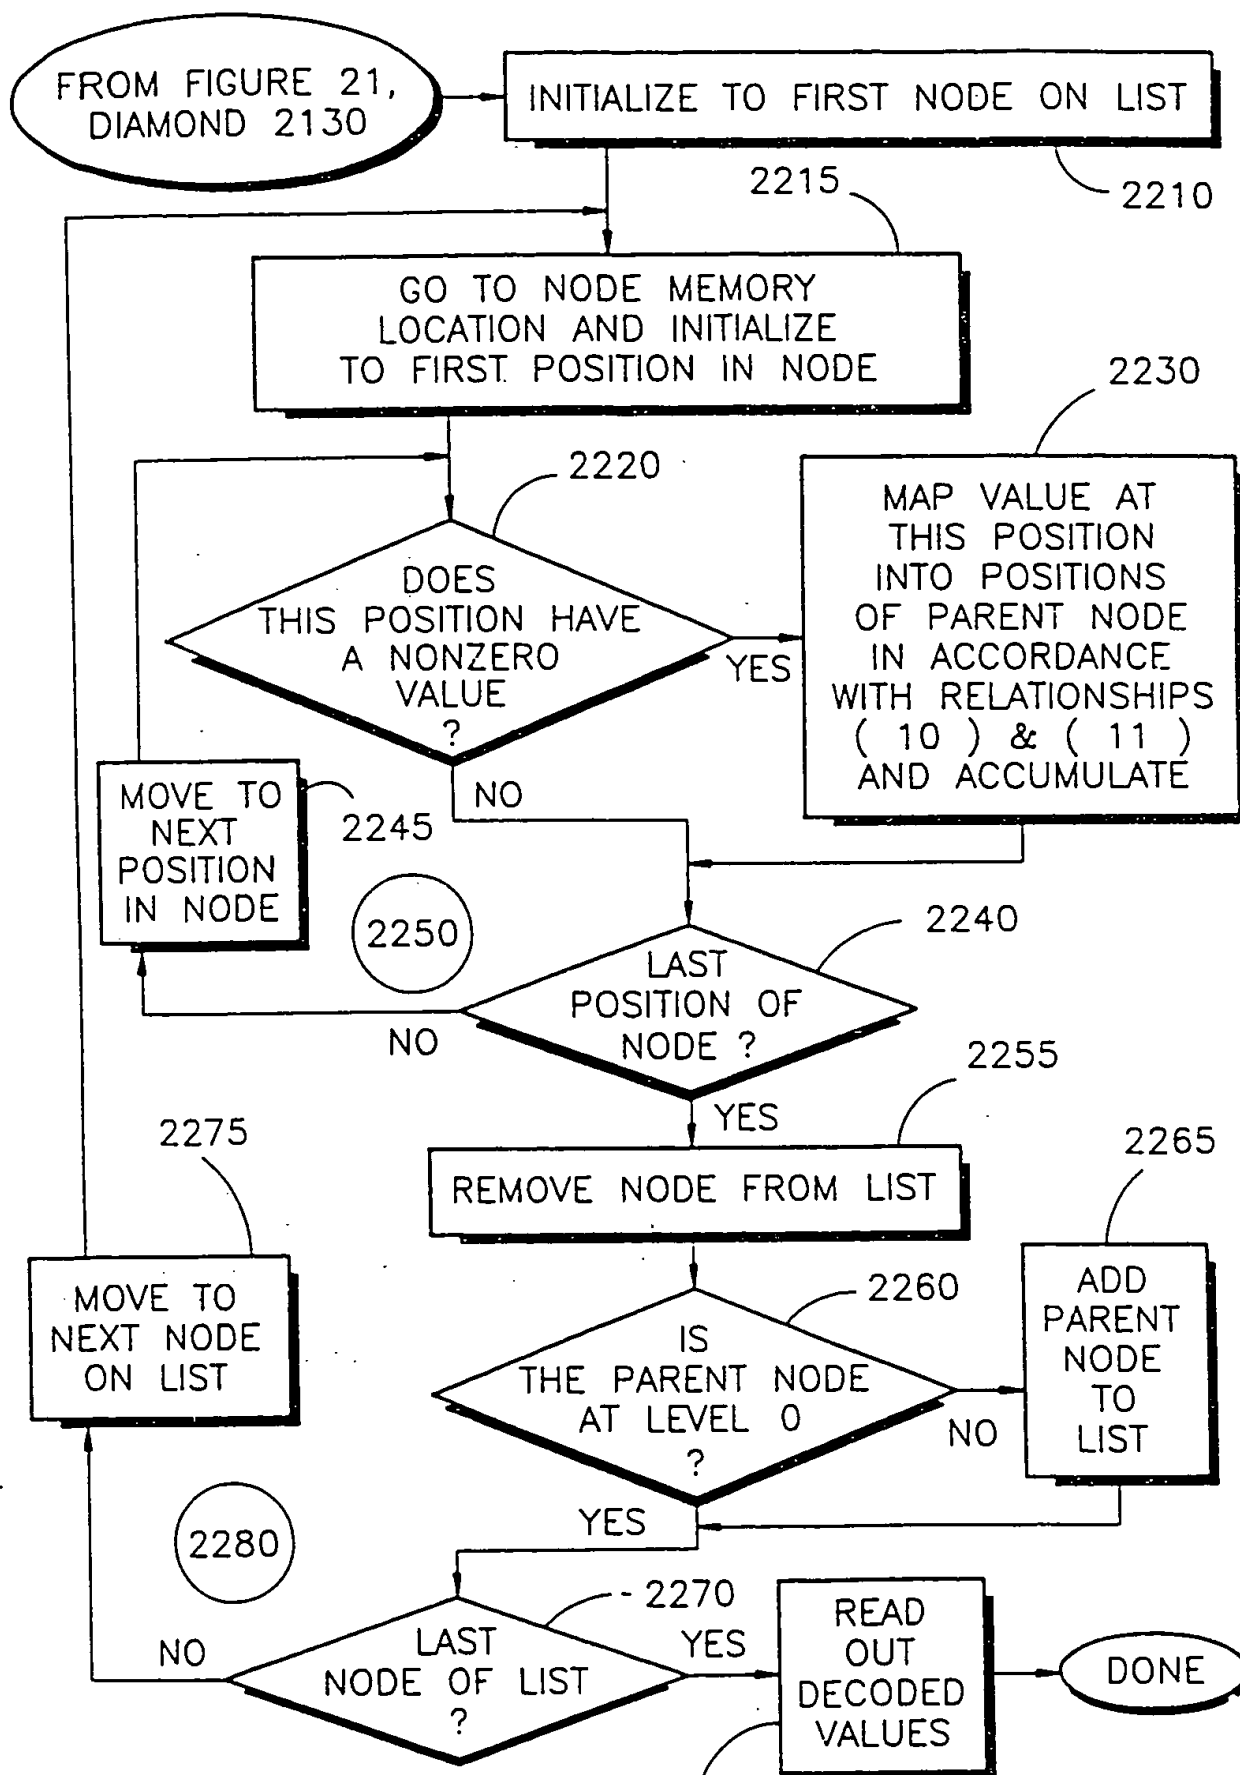 FROM FIGURE 21,
DIAMOND 2130
INITIALIZE TO FIRST NODE ON LIST
2210
2215
GO TO NODE MEMORY
LOCATION AND INITIALIZE
TO FIRST POSITION IN NODE
2220
DOES
THIS POSITION HAVE
A NONZERO
VALUE
?
YES
NO
2230
MAP VALUE AT
THIS POSITION
INTO POSITIONS
OF PARENT NODE
IN ACCORDANCE
WITH RELATIONSHIPS
( 10 ) & ( 11 )
AND ACCUMULATE
MOVE TO
NEXT
POSITION
IN NODE
2245
2250
2240
LAST
POSITION OF
NODE ?
NO
YES
2255
REMOVE NODE FROM LIST
2275
MOVE TO
NEXT NODE
ON LIST
2260
IS
THE PARENT NODE
AT LEVEL 0
?
NO
YES
2265
ADD
PARENT
NODE
TO
LIST
2280
2270
LAST
NODE OF LIST
?
NO
YES
READ
OUT
DECODED
VALUES
DONE